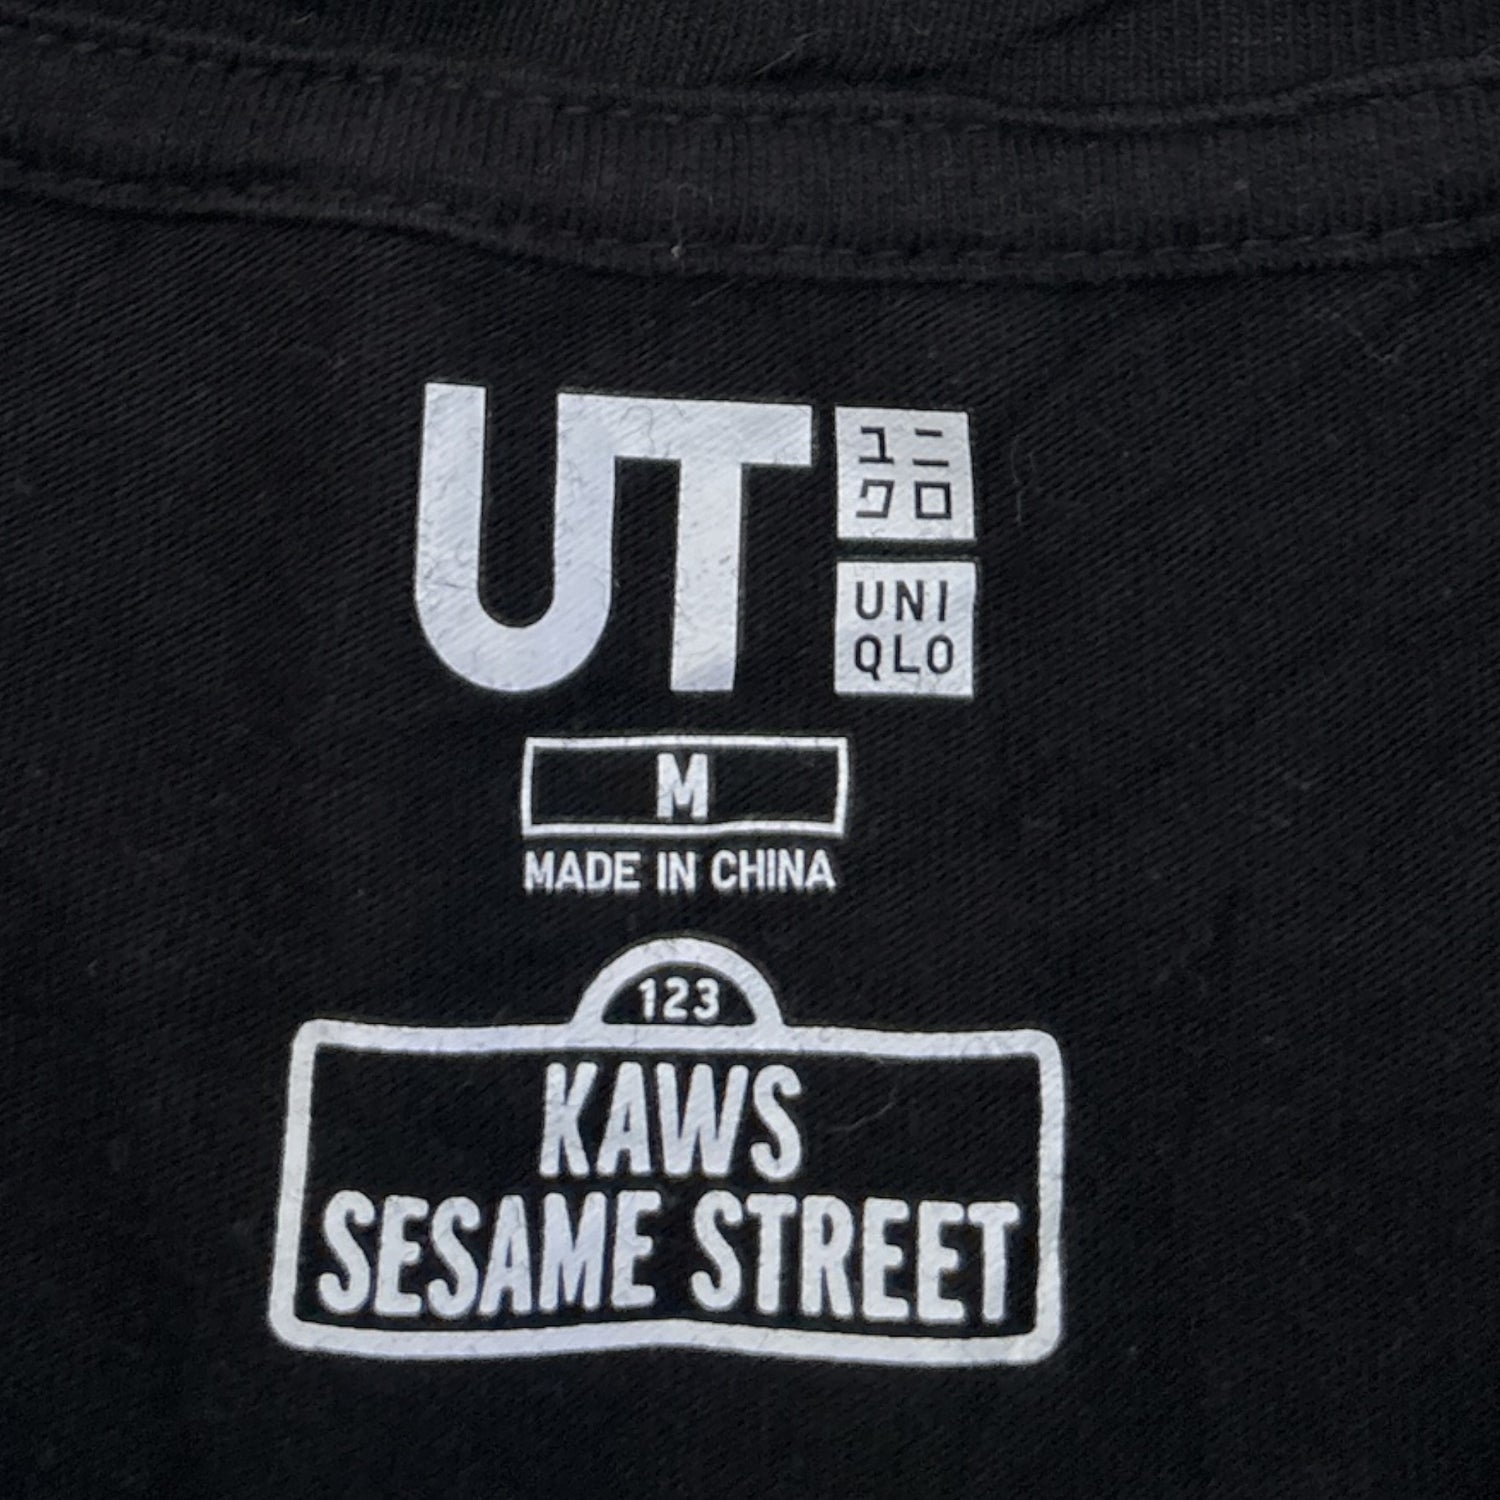 UT
ユニ
クロ
UNI
QLO
M
MADE IN CHINA
123
KAWS
SESAME STREET